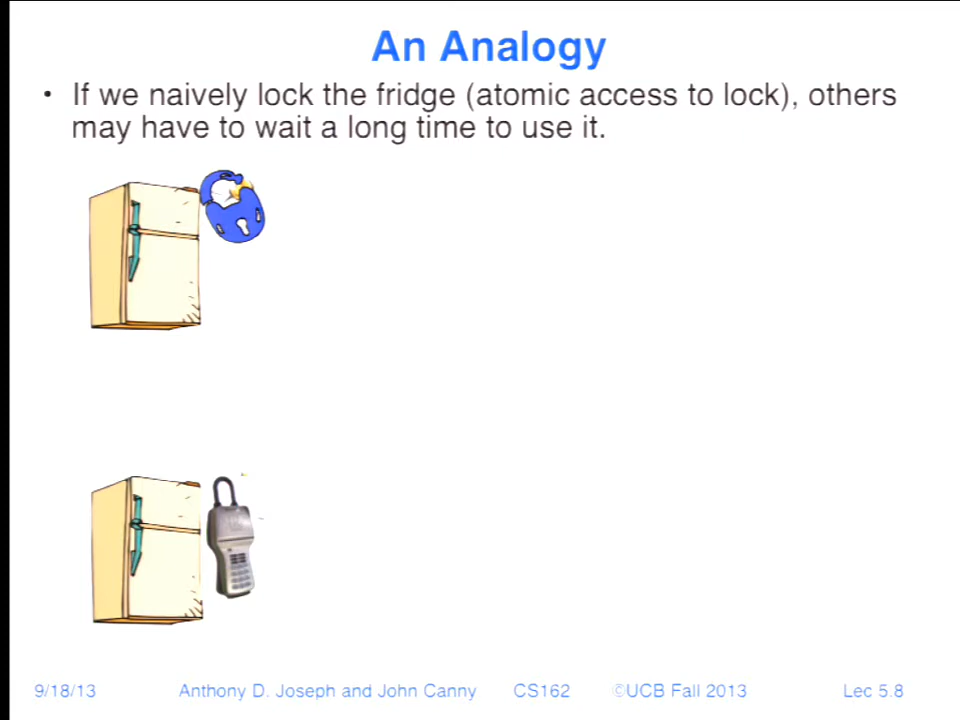 An Analogy
• If we naively lock the fridge (atomic access to lock), others
may have to wait a long time to use it.
9/18/13 Anthony D. Joseph and John Canny CS162 ©UCB Fall 2013 Lec 5.8